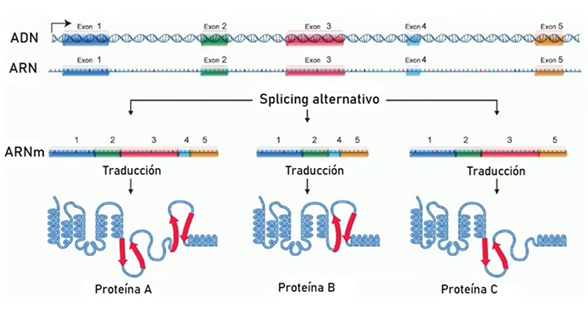 Exon 1 Exon 2 Exon 3 Exon 4 Exon 5
ADN
Exon 1 Exon 2 Exon 3 Exon 4 Exon 5
ARN
Splicing alternativo
1 2 3 4 5 1 2 4 5 1 2 3 5
ARNm
Traducción Traducción Traducción
Proteína A Proteína B Proteína C